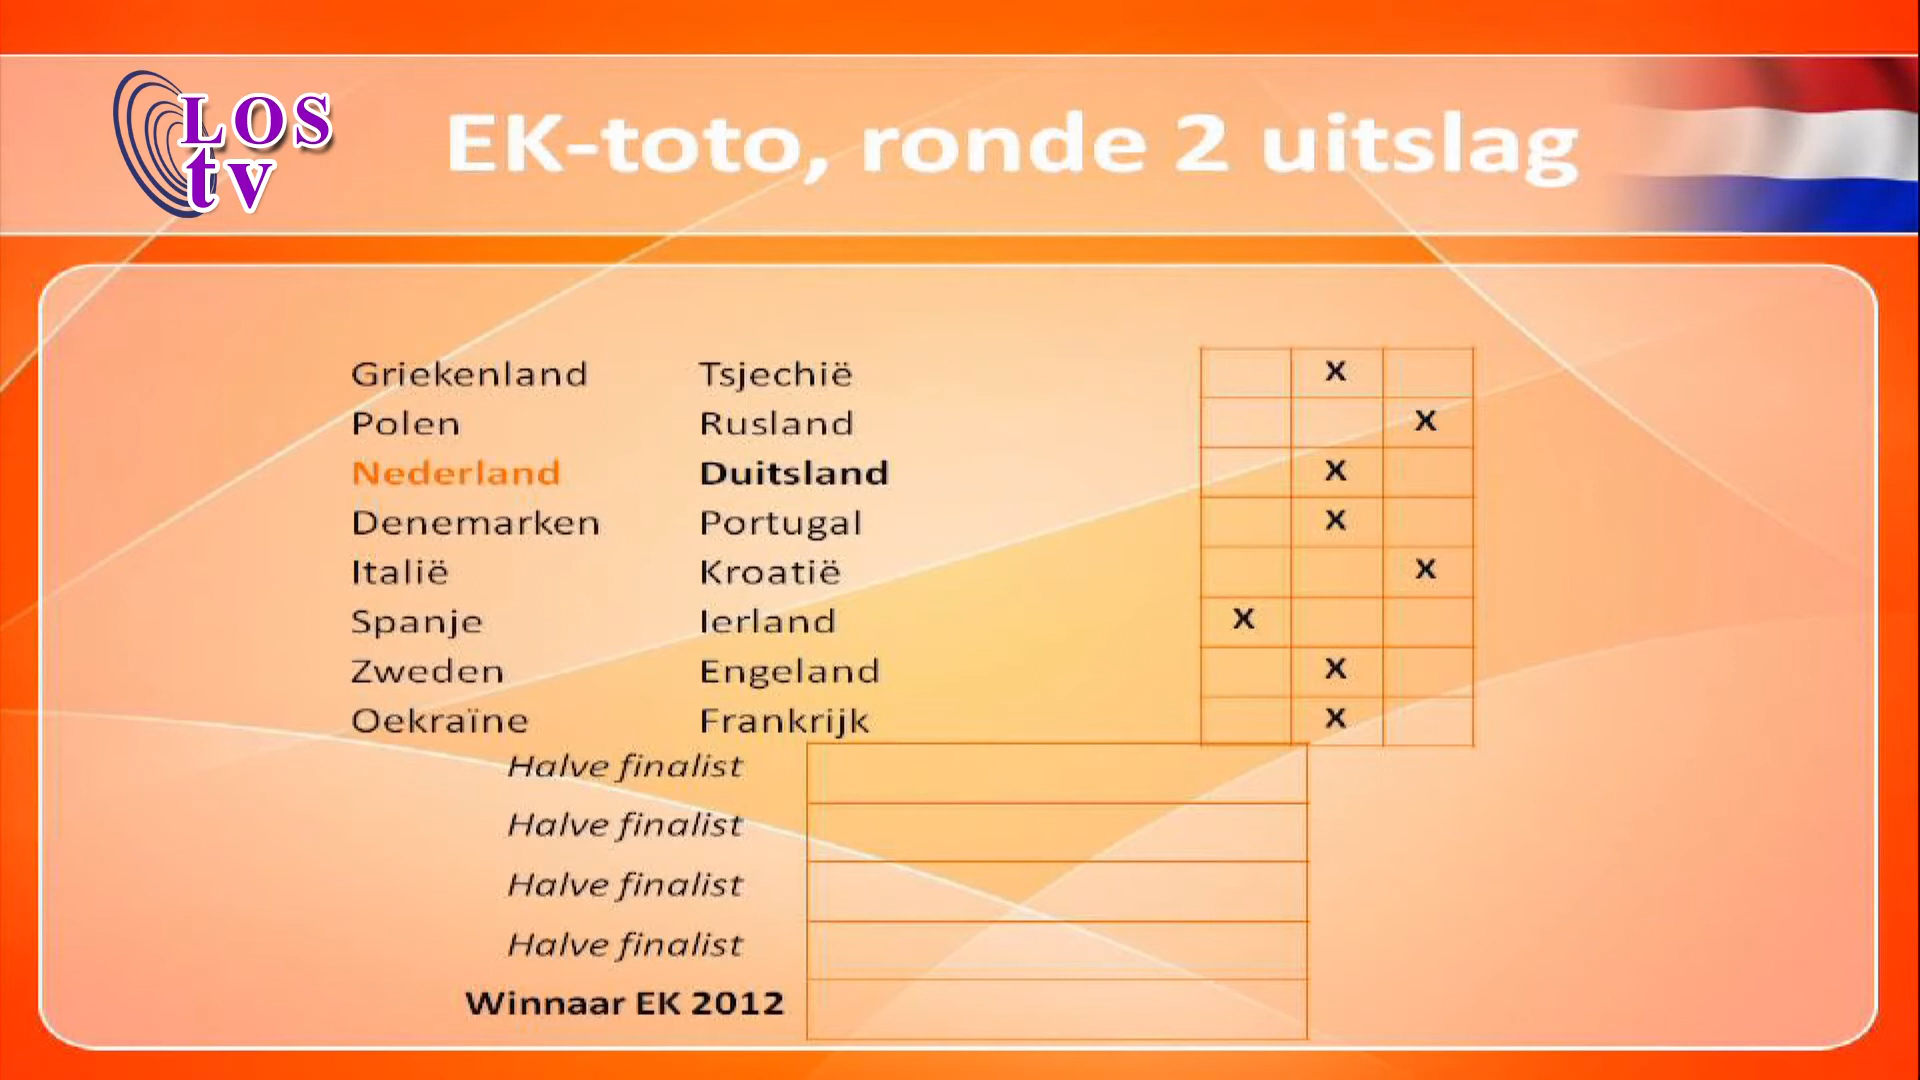 LOS
tv
EK-toto, ronde 2 uitslag
Griekenland Tsjechië X
Polen Rusland X
Nederland Duitsland X
Denemarken Portugal X
Italië Kroatië X
Spanje Ierland X
Zweden Engeland X
Oekraïne Frankrijk X
Halve finalist
Halve finalist
Halve finalist
Halve finalist
Winnaar EK 2012